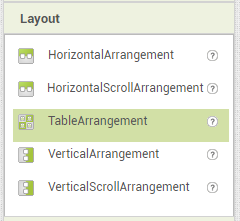 Layout
HorizontalArrangement ?
HorizontalScrollArrangement ?
TableArrangement ?
VerticalArrangement ?
VerticalScrollArrangement ?